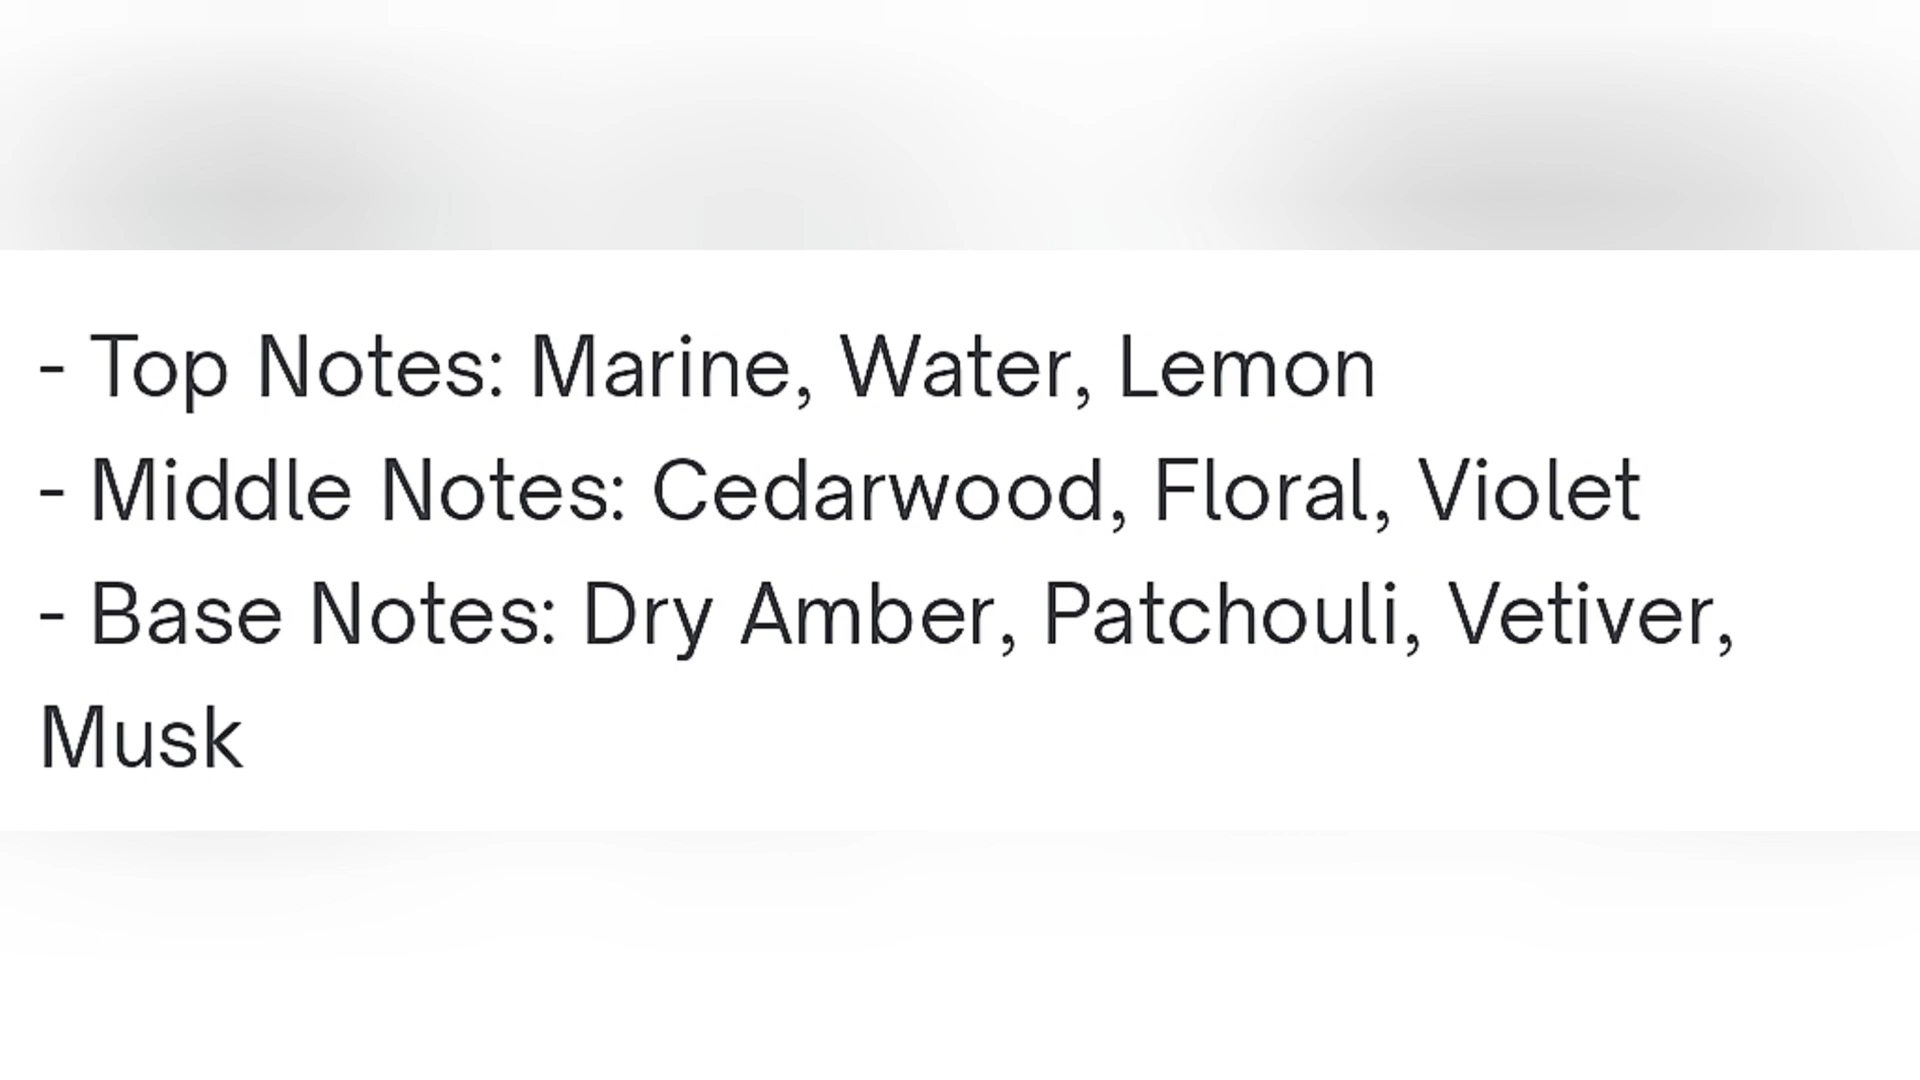 - Top Notes: Marine, Water, Lemon
- Middle Notes: Cedarwood, Floral, Violet
- Base Notes: Dry Amber, Patchouli, Vetiver,
Musk